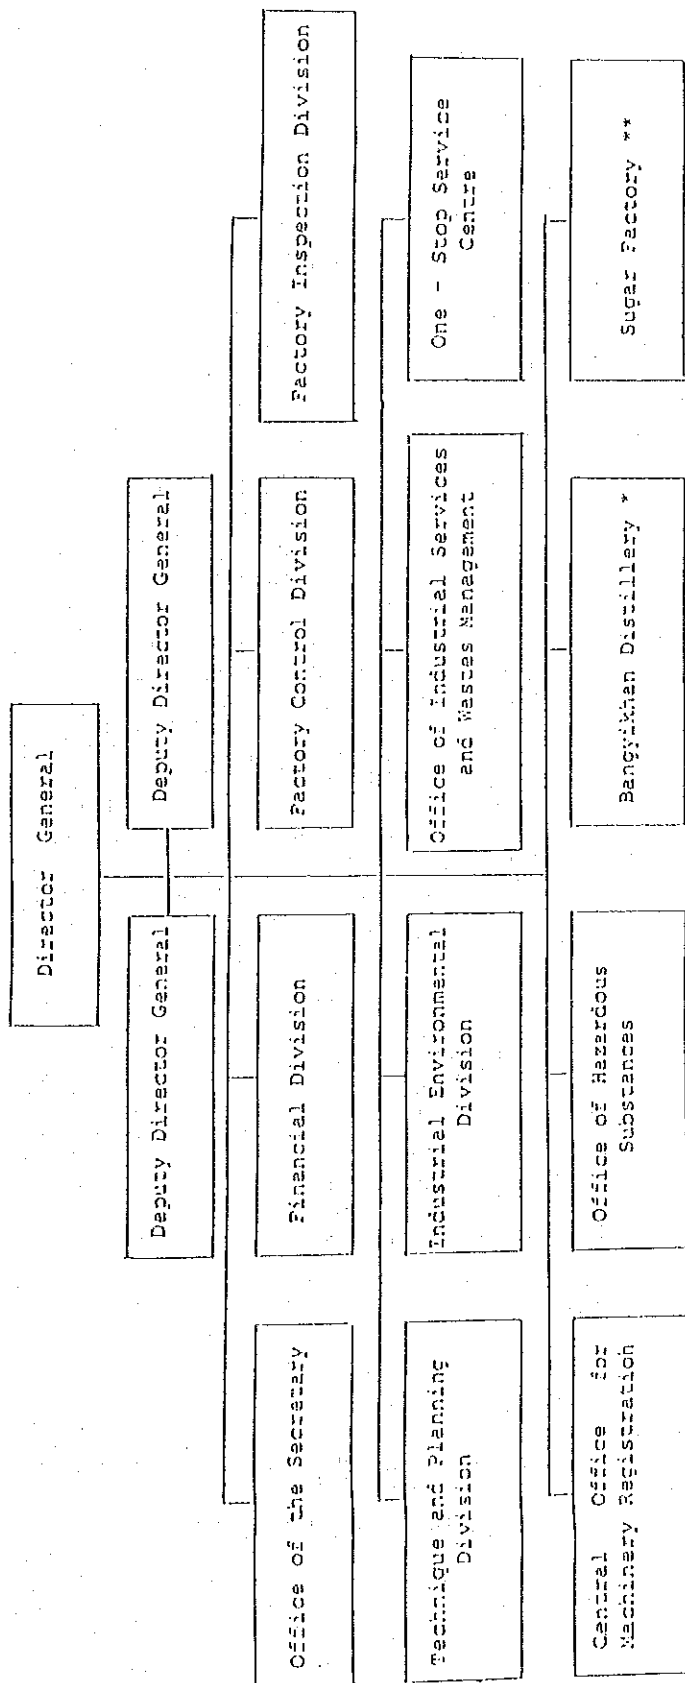 Director General
Deputy Director General
Deputy Director General
Office of the Secretary
Financial Division
Factory Control Division
Factory Inspection Division
Technique and Planning
Division
Industrial Environmental
Division
Office of Industrial Services
and Wastes Management
One - Stop Service
Centre
Central Office for
Machinery Registration
Office of Hazardous
Substances
Bangyikhan Distillery *
Sugar Factory **